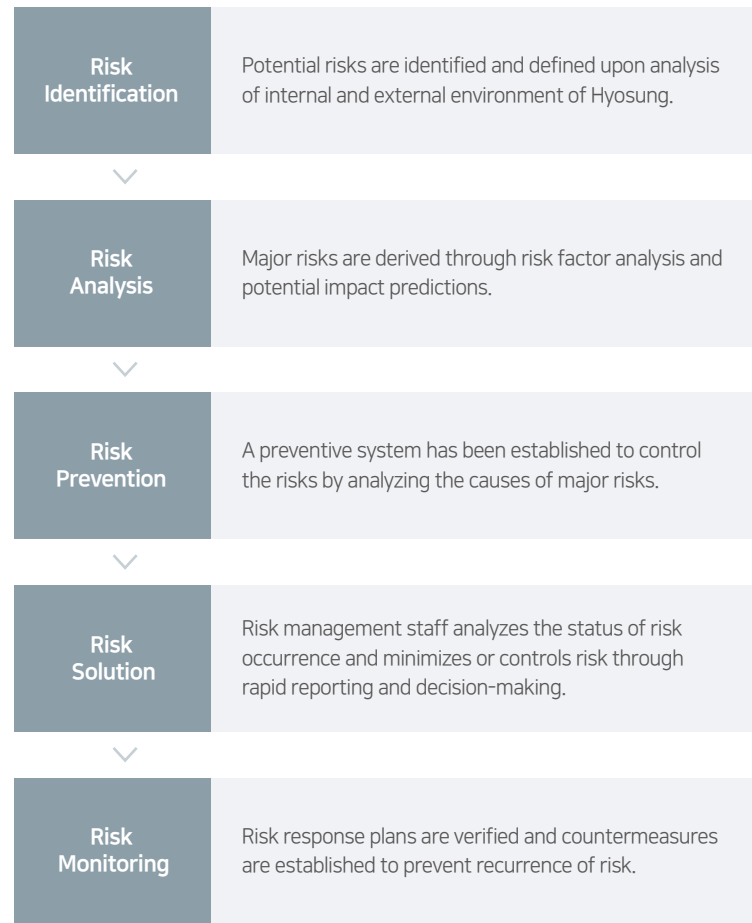 Risk
Identification
Potential risks are identified and defined upon analysis
of internal and external environment of Hyosung.
Risk
Analysis
Major risks are derived through risk factor analysis and
potential impact predictions.
Risk
Prevention
A preventive system has been established to control
the risks by analyzing the causes of major risks.
Risk
Solution
Risk management staff analyzes the status of risk
occurrence and minimizes or controls risk through
rapid reporting and decision-making.
Risk
Monitoring
Risk response plans are verified and countermeasures
are established to prevent recurrence of risk.